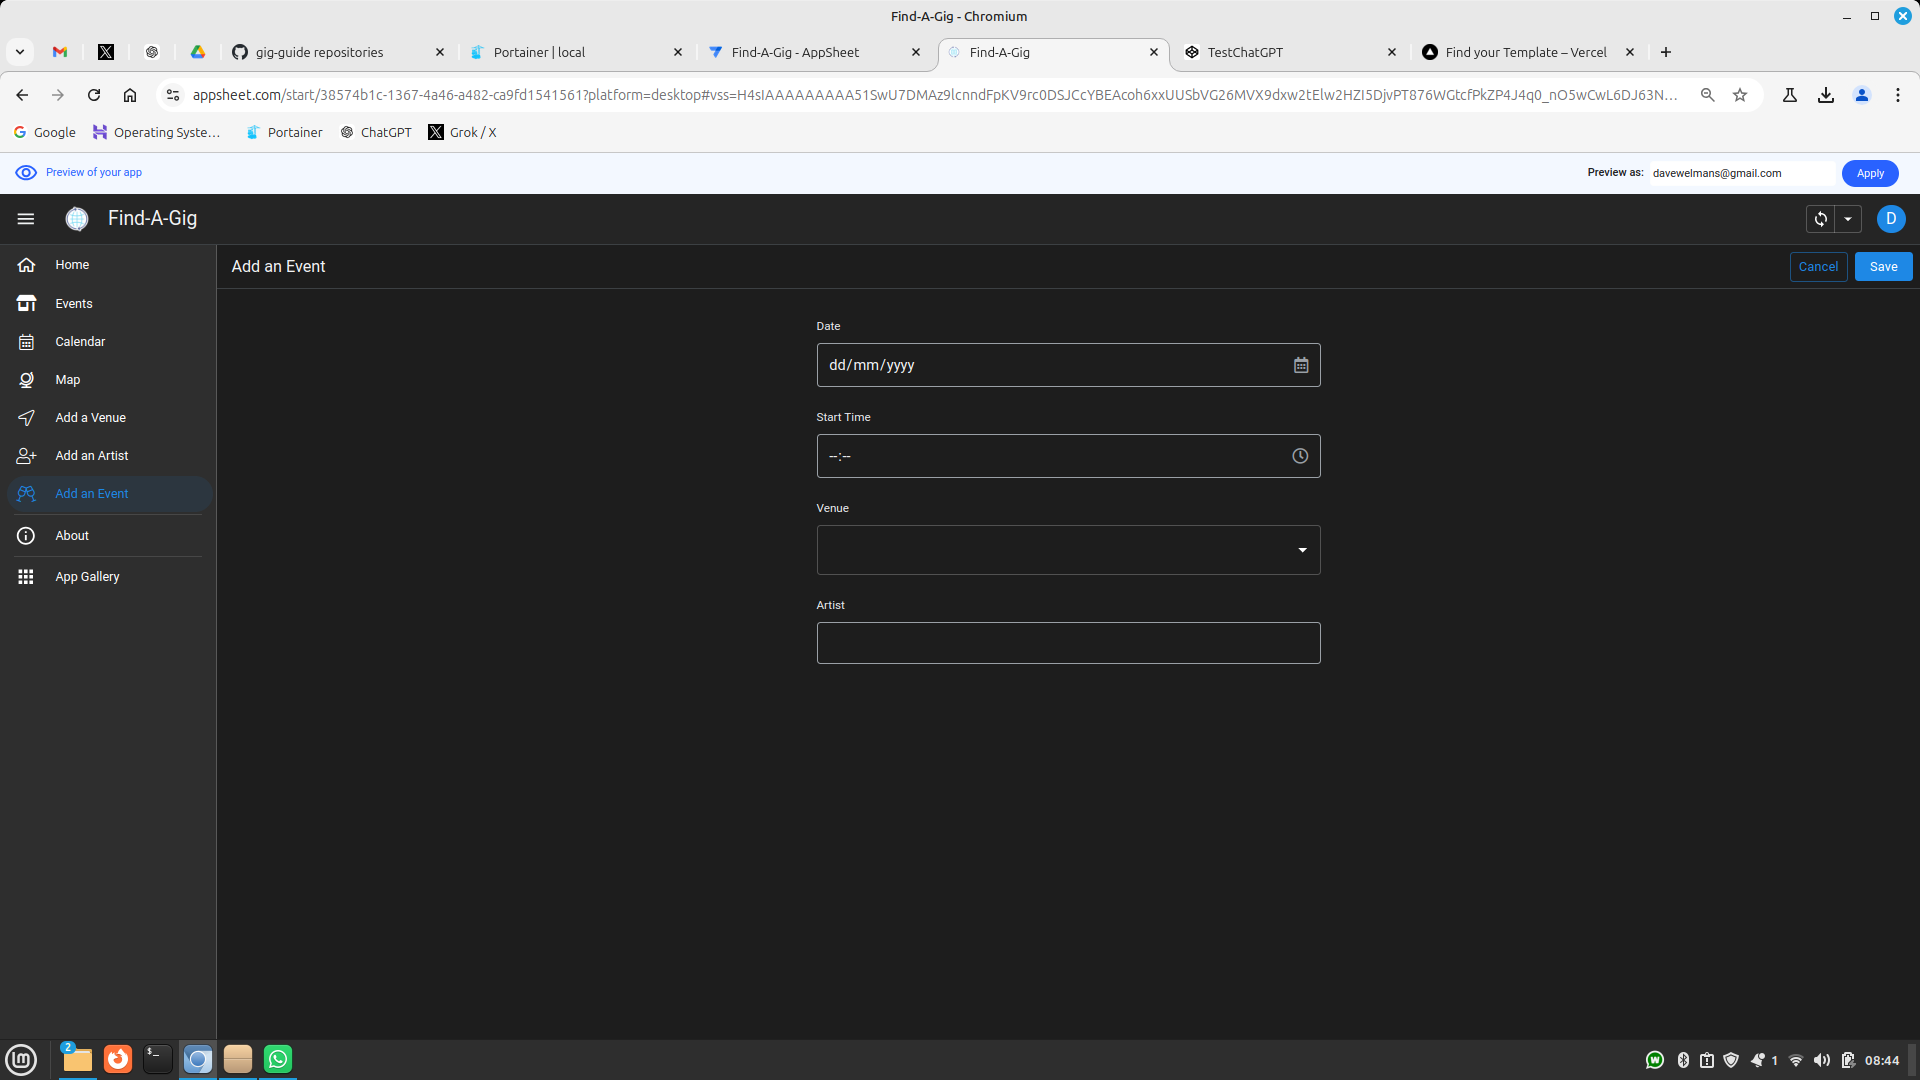 Find-A-Gig - Chromium
gig-guide repositories
Portainer | local
Find-A-Gig - AppSheet
Find-A-Gig
TestChatGPT
Find your Template – Vercel
appsheet.com/start/38574b1c-1367-4a46-a482-ca9fd1541561?platform=desktop#vss=H4sIAAAAAAAAA51SwU7DMAz9lcnndFpKV9rc0DSJCcYBEAcoh6xxUUSbVG26MVX9dxw2tElw2HZI5DjvPT876WGtcfPkZP4J4q0_nO5wCwL6DJ63N…
Google
Operating Syste…
Portainer
ChatGPT
Grok / X
Preview of your app
Preview as:
davewelmans@gmail.com
Apply
Find-A-Gig
D
Home
Events
Calendar
Map
Add a Venue
Add an Artist
Add an Event
About
App Gallery
Add an Event
Cancel
Save
Date
dd/mm/yyyy
Start Time
--:--
Venue
Artist
2
$_
1
08:44